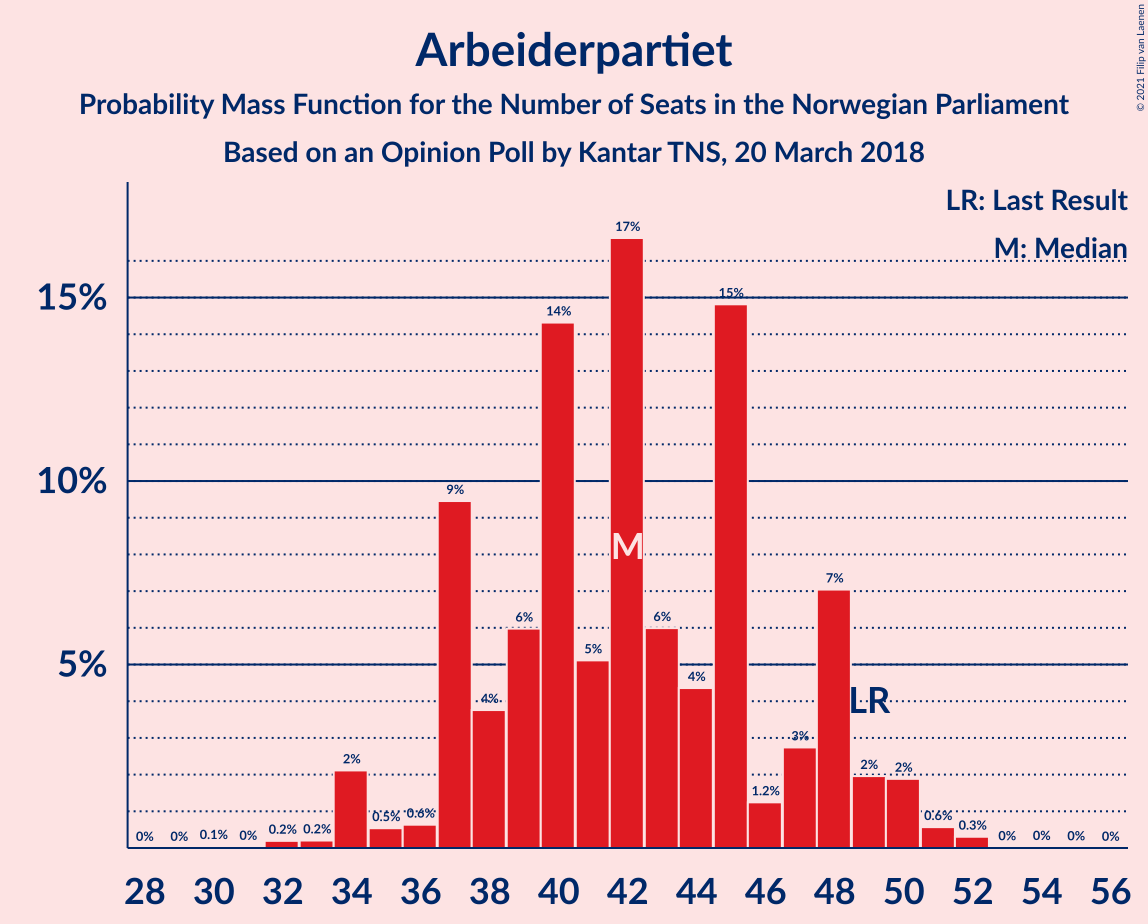 Arbeiderpartiet
Probability Mass Function for the Number of Seats in the Norwegian Parliament
Based on an Opinion Poll by Kantar TNS, 20 March 2018
© 2021 Filip van Laenen
LR: Last Result
M: Median
15%
10%
5%
0% 0% 0.1% 0% 0.2% 0.2% 2% 0.5% 0.6% 9% 4% 6% 14% 5% 17% 6% 4% 15% 1.2% 3% 7% 2% 2% 0.6% 0.3% 0% 0% 0% 0%
M
LR
28 30 32 34 36 38 40 42 44 46 48 50 52 54 56